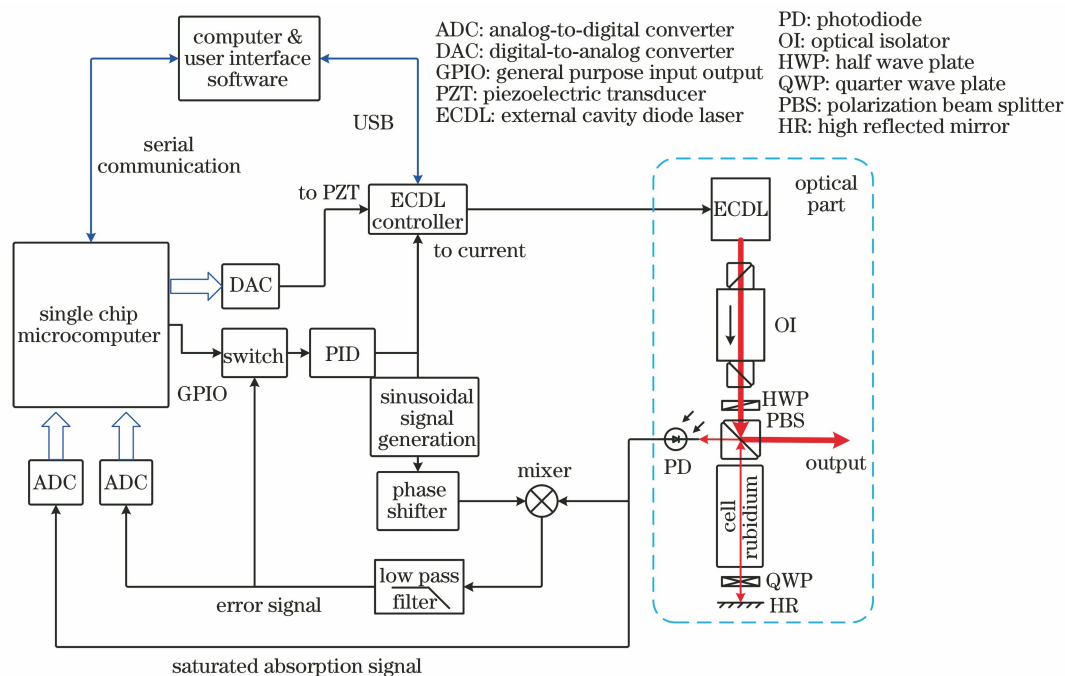 computer &
user interface
software
ADC: analog-to-digital converter
DAC: digital-to-analog converter
GPIO: general purpose input output
PZT: piezoelectric transducer
ECDL: external cavity diode laser
PD: photodiode
OI: optical isolator
HWP: half wave plate
QWP: quarter wave plate
PBS: polarization beam splitter
HR: high reflected mirror
USB
serial
communication
to PZT
ECDL
controller
to current
ECDL
optical
part
single chip
microcomputer
DAC
switch
PID
GPIO
sinusoidal
signal
generation
OI
HWP
PBS
PD
output
ADC
ADC
phase
shifter
mixer
cell
rubidium
low pass
filter
QWP
HR
error signal
saturated absorption signal